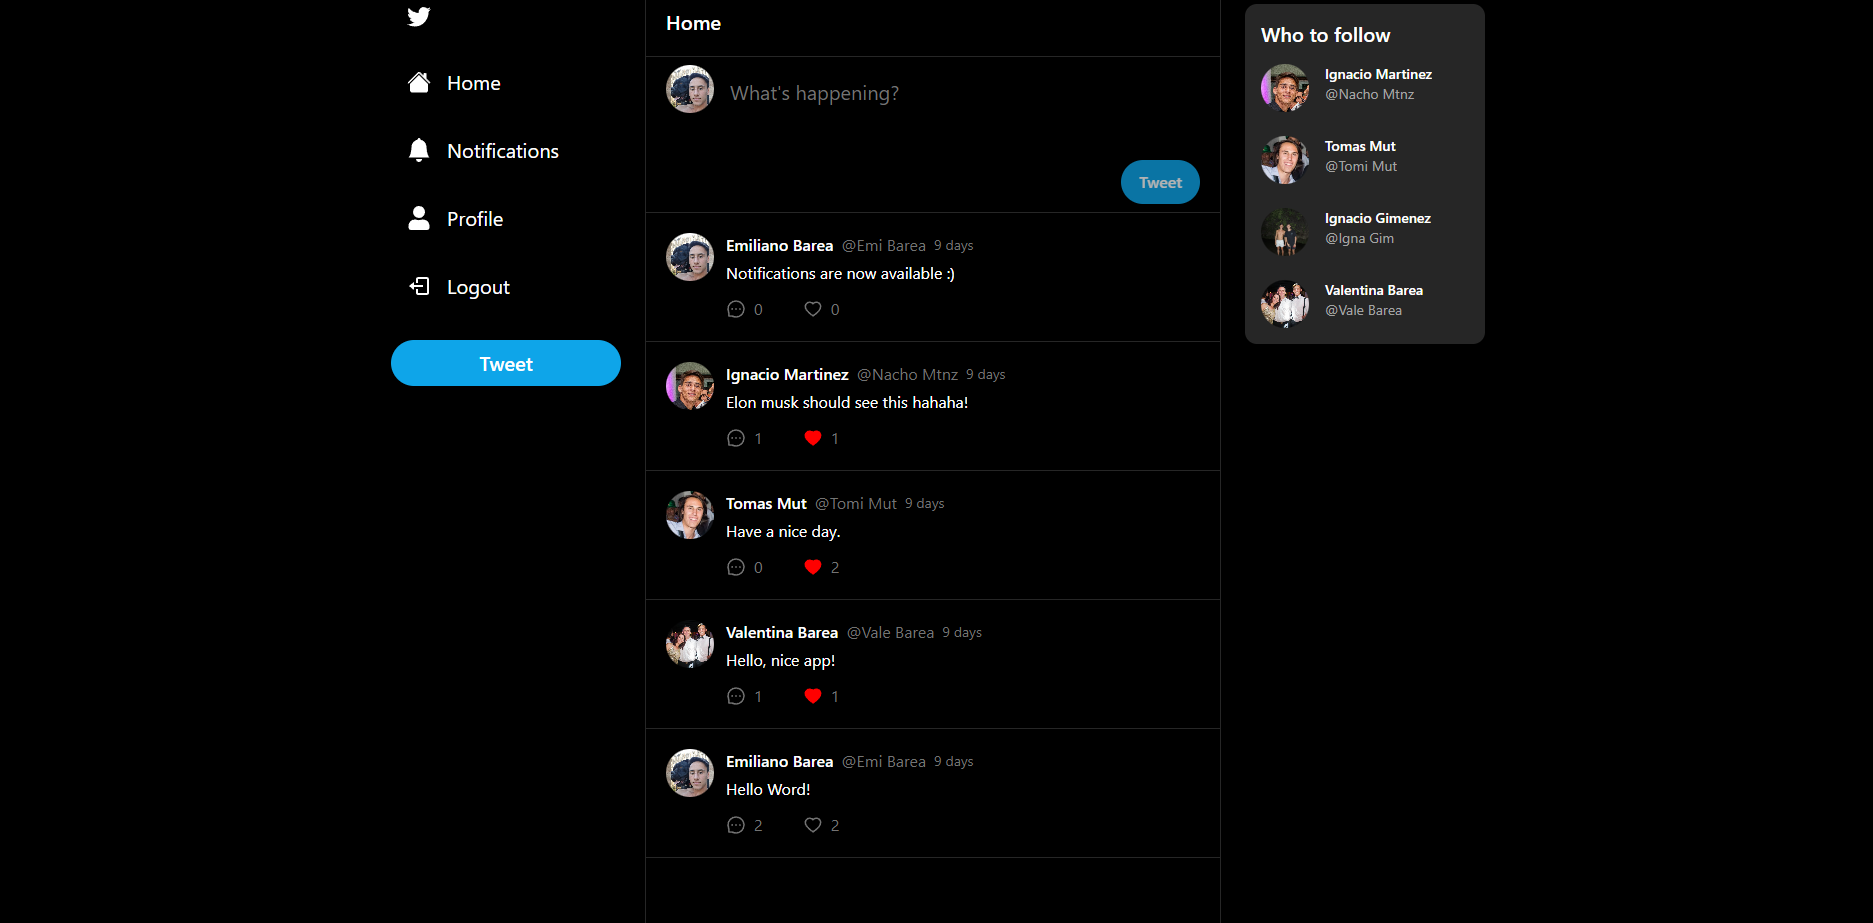 Home
Notifications
Profile
Logout
Tweet
Home
What's happening?
Tweet
Emiliano Barea @Emi Barea 9 days
Notifications are now available :)
0 0
Ignacio Martinez @Nacho Mtnz 9 days
Elon musk should see this hahaha!
1 1
Tomas Mut @Tomi Mut 9 days
Have a nice day.
0 2
Valentina Barea @Vale Barea 9 days
Hello, nice app!
1 1
Emiliano Barea @Emi Barea 9 days
Hello Word!
2 2
Who to follow
Ignacio Martinez
@Nacho Mtnz
Tomas Mut
@Tomi Mut
Ignacio Gimenez
@Igna Gim
Valentina Barea
@Vale Barea